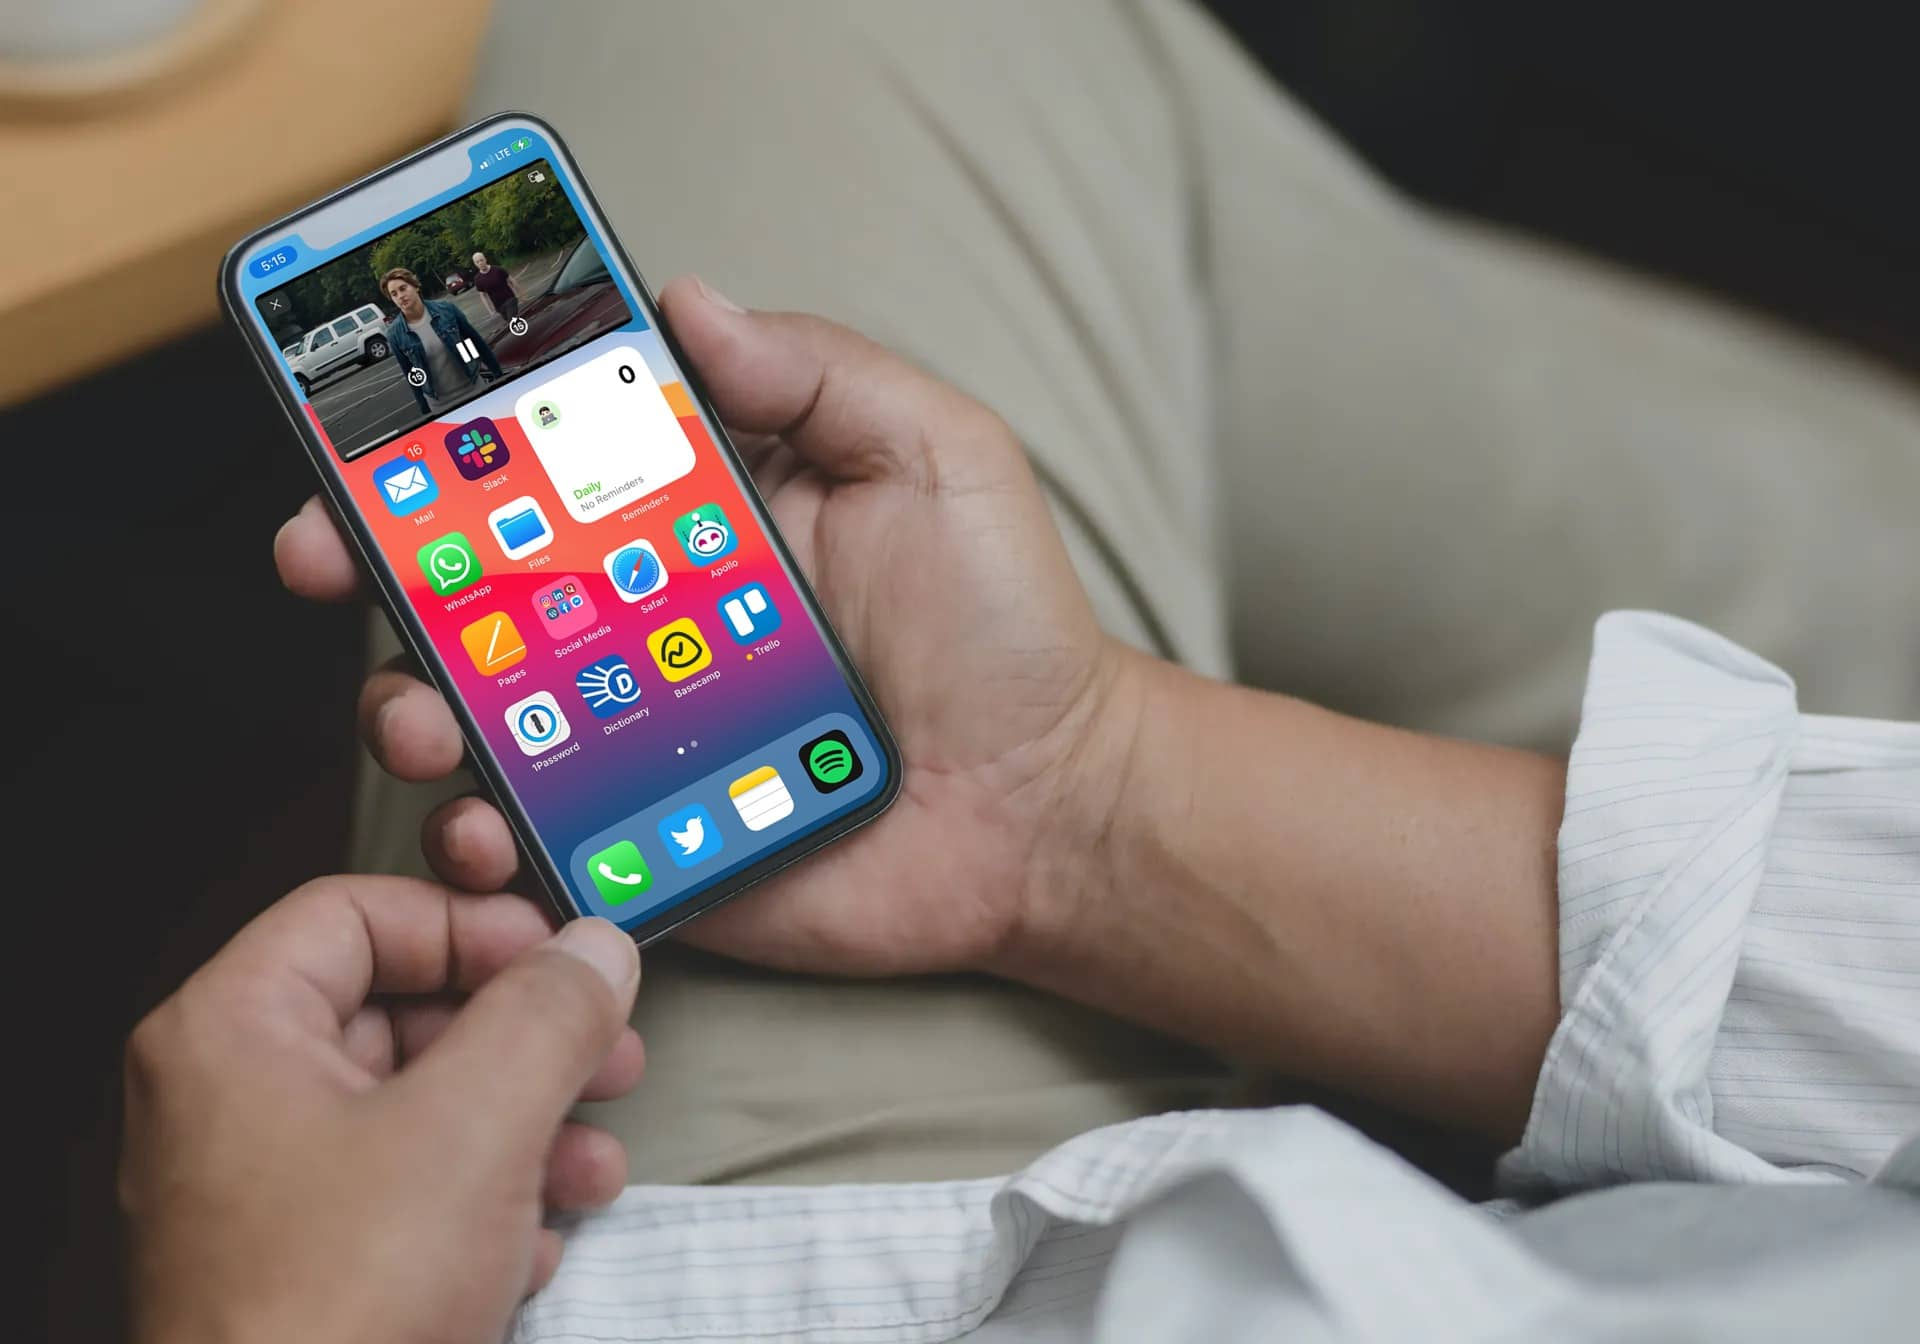 5:15
LTE
15
15
0
Daily
No Reminders
Reminders
16
Mail
Slack
WhatsApp
Files
Safari
Apollo
Pages
Social Media
in
Q
W
f
Basecamp
Trello
1Password
Dictionary
D